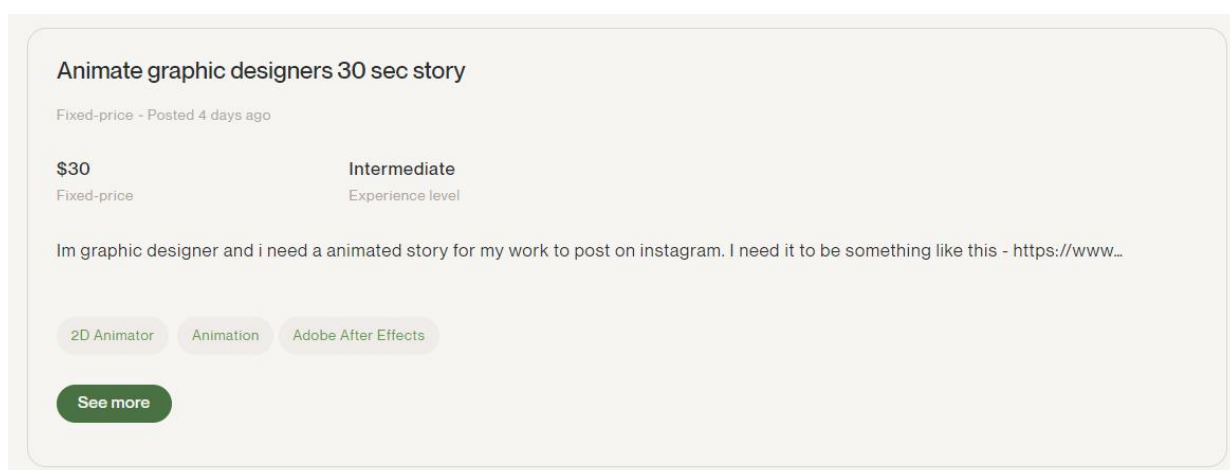 Animate graphic designers 30 sec story
Fixed-price - Posted 4 days ago
$30 Intermediate
Fixed-price Experience level
Im graphic designer and i need a animated story for my work to post on instagram. I need it to be something like this - https://www…
2D Animator Animation Adobe After Effects
See more